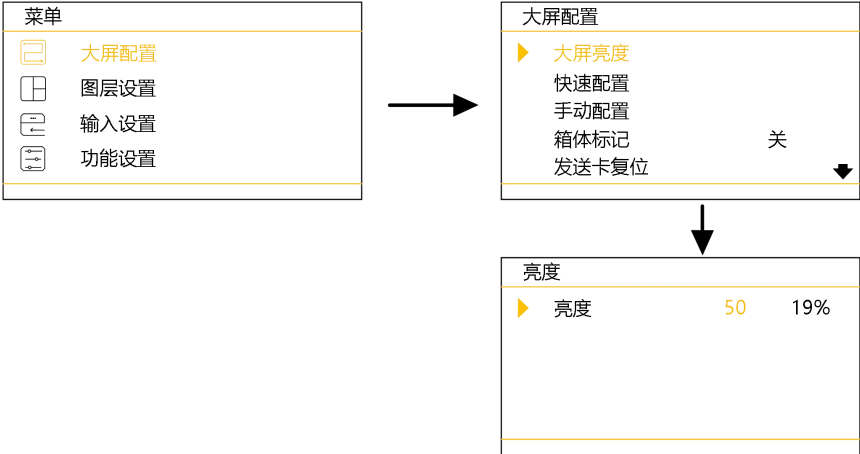 菜单
大屏配置
图层设置
输入设置
功能设置
大屏配置
大屏亮度
快速配置
手动配置
箱体标记 关
发送卡复位
亮度
亮度 50 19%